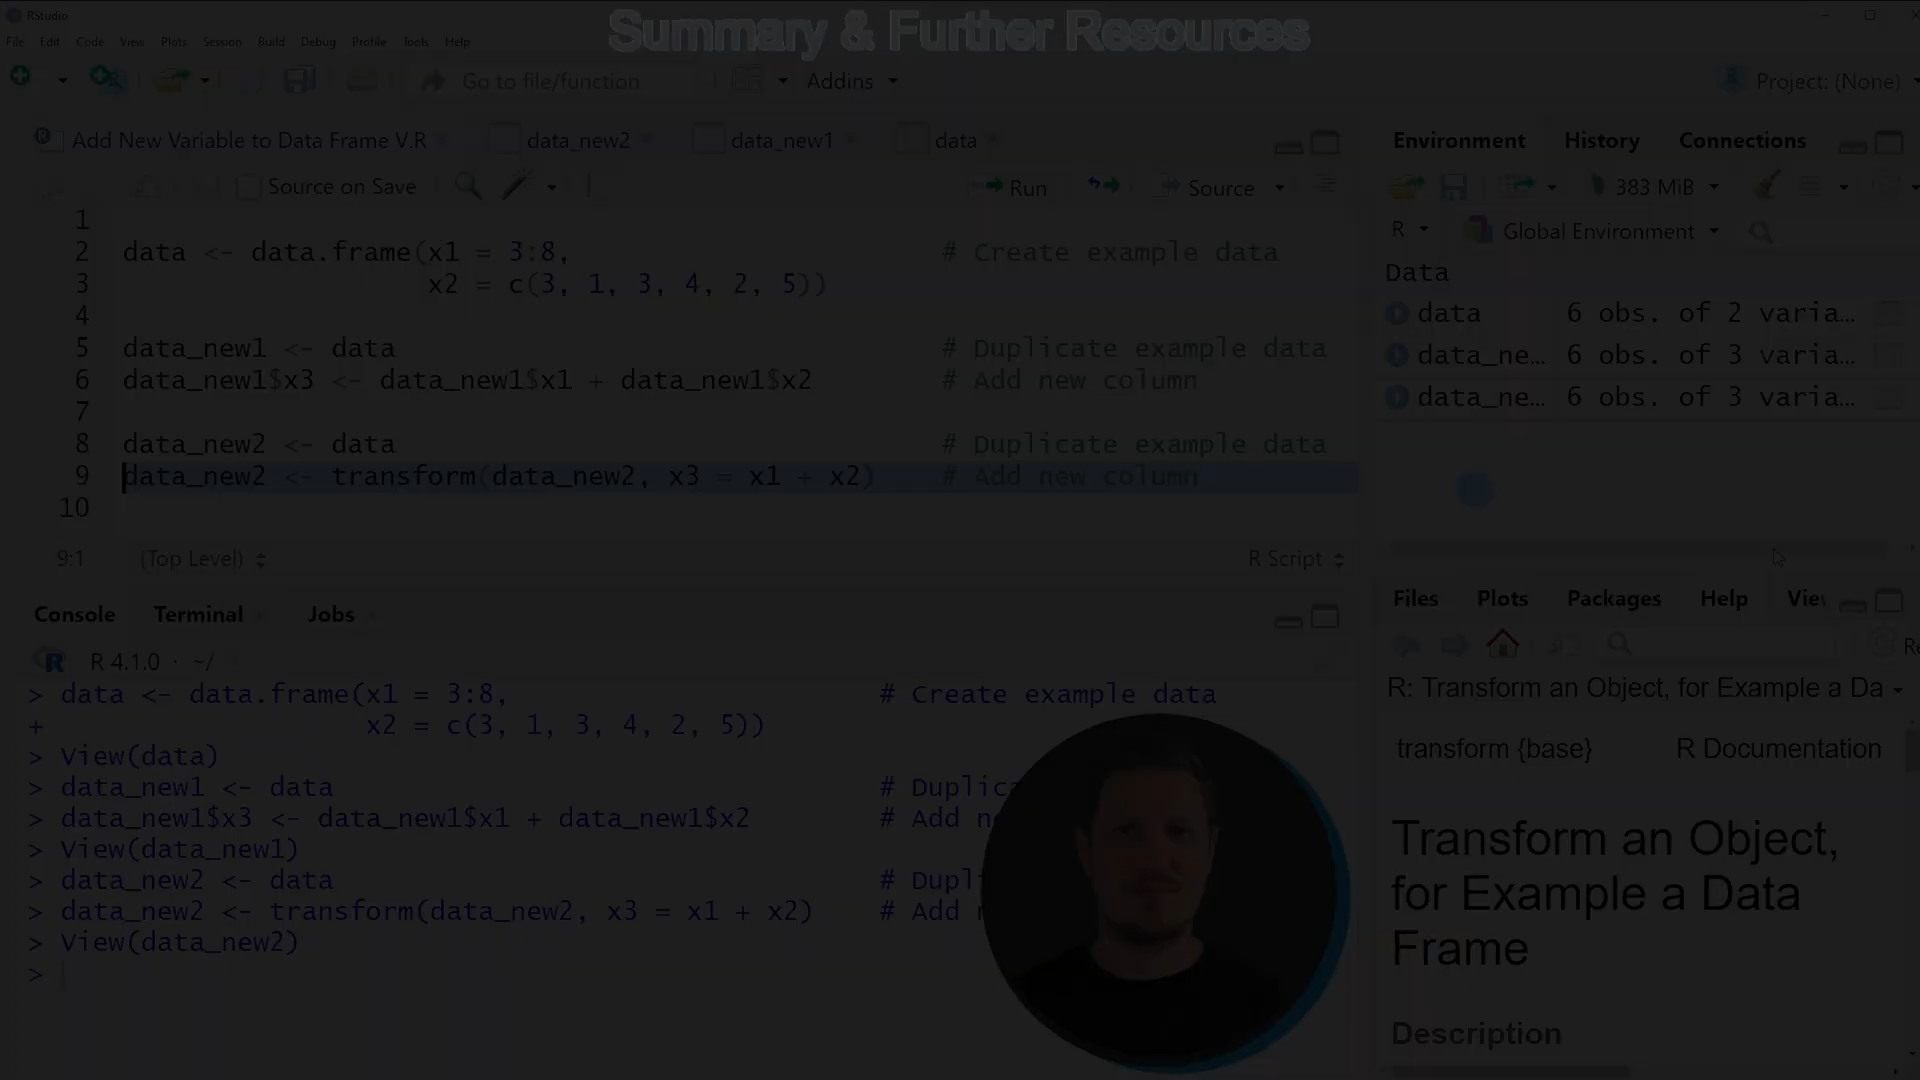 RStudio
Summary & Further Resources
File Edit Code View Plots Session Build Debug Profile Tools Help
Go to file/function Addins Project: (None)
Add New Variable to Data Frame V.R data_new2 data_new1 data
Source on Save Run Source
1
2 data <- data.frame(x1 = 3:8, # Create example data
3 x2 = c(3, 1, 3, 4, 2, 5))
4
5 data_new1 <- data # Duplicate example data
6 data_new1$x3 <- data_new1$x1 + data_new1$x2 # Add new column
7
8 data_new2 <- data # Duplicate example data
9 data_new2 <- transform(data_new2, x3 = x1 + x2) # Add new column
10
9:1 (Top Level) R Script
Console Terminal Jobs
R 4.1.0 · ~/
> data <- data.frame(x1 = 3:8, # Create example data
+ x2 = c(3, 1, 3, 4, 2, 5))
> View(data)
> data_new1 <- data # Duplic
> data_new1$x3 <- data_new1$x1 + data_new1$x2 # Add n
> View(data_new1)
> data_new2 <- data # Dupl
> data_new2 <- transform(data_new2, x3 = x1 + x2) # Add
> View(data_new2)
>
Environment History Connections
383 MiB
R Global Environment
Data
data 6 obs. of 2 varia…
data_ne… 6 obs. of 3 varia…
data_ne… 6 obs. of 3 varia…
Files Plots Packages Help View
R: Transform an Object, for Example a Da
transform {base} R Documentation
Transform an Object,
for Example a Data
Frame
Description